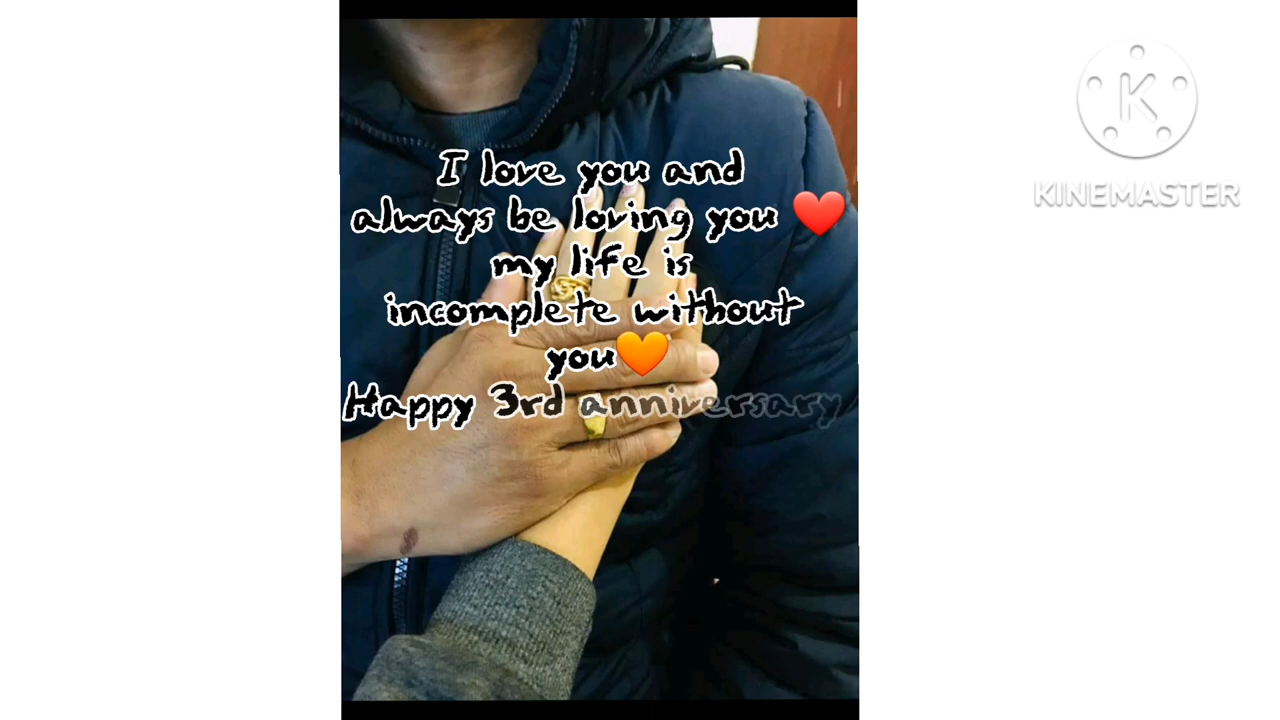 I love you and
always be loving you ❤️
my life is
incomplete without
you🧡
Happy 3rd anniversary
K
KINEMASTER